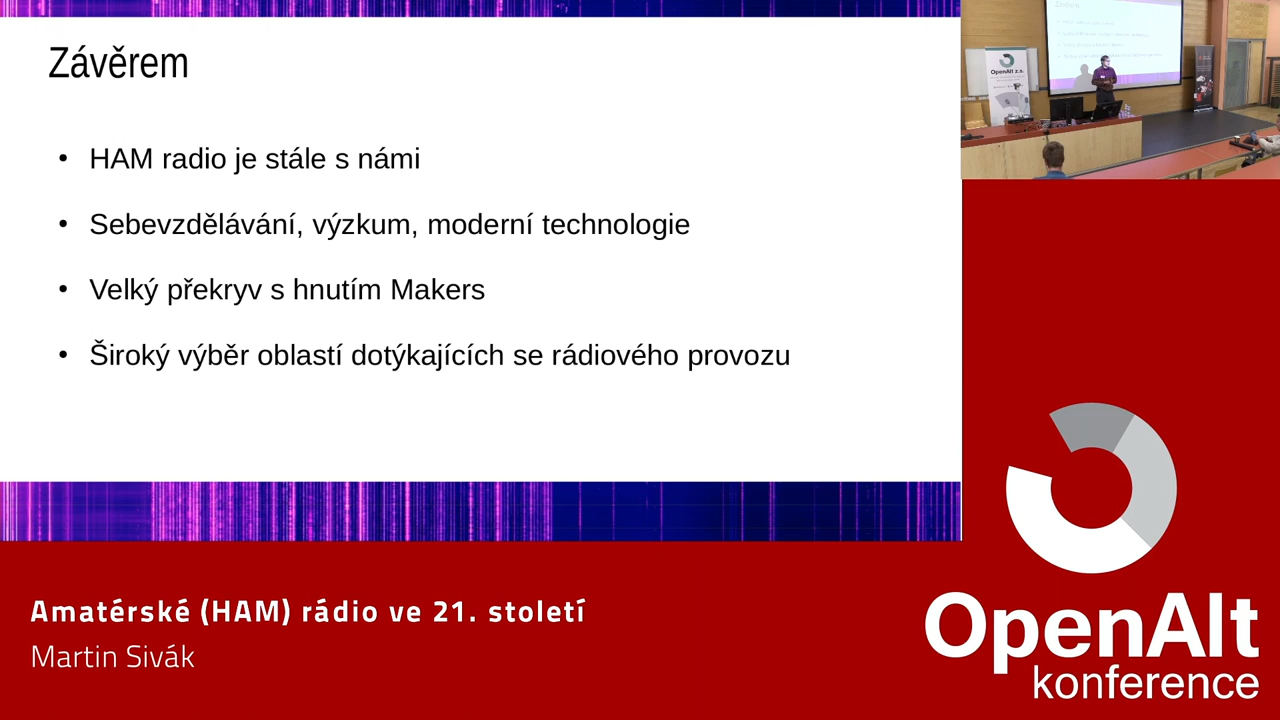 Závěrem
• HAM radio je stále s námi
• Sebevzdělávání, výzkum, moderní technologie
• Velký překryv s hnutím Makers
• Široký výběr oblastí dotýkajících se rádiového provozu
OpenAlt z.s.
Amatérské (HAM) rádio ve 21. století
Martin Sivák
OpenAlt
konference